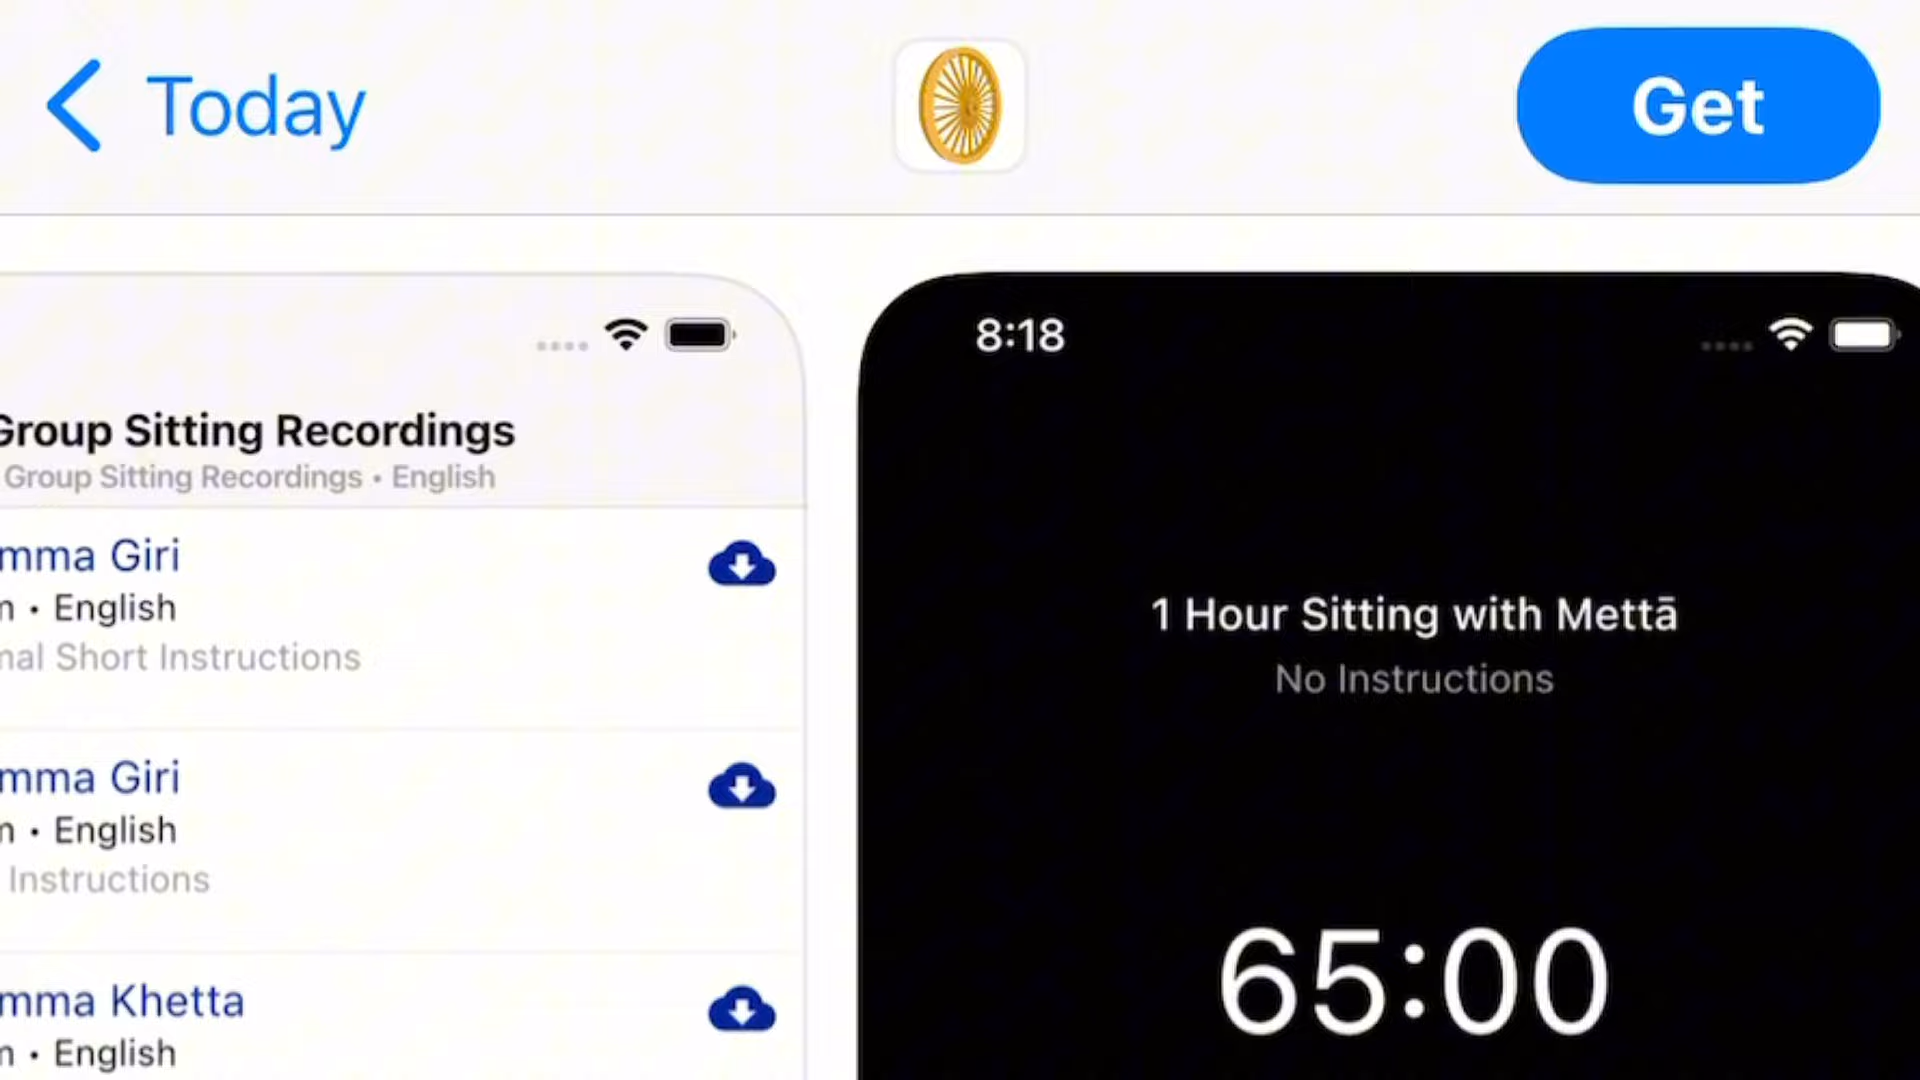 Today
Get
Group Sitting Recordings
Group Sitting Recordings • English
mma Giri
• English
mal Short Instructions
mma Giri
• English
Instructions
mma Khetta
• English
8:18
1 Hour Sitting with Mettā
No Instructions
65:00